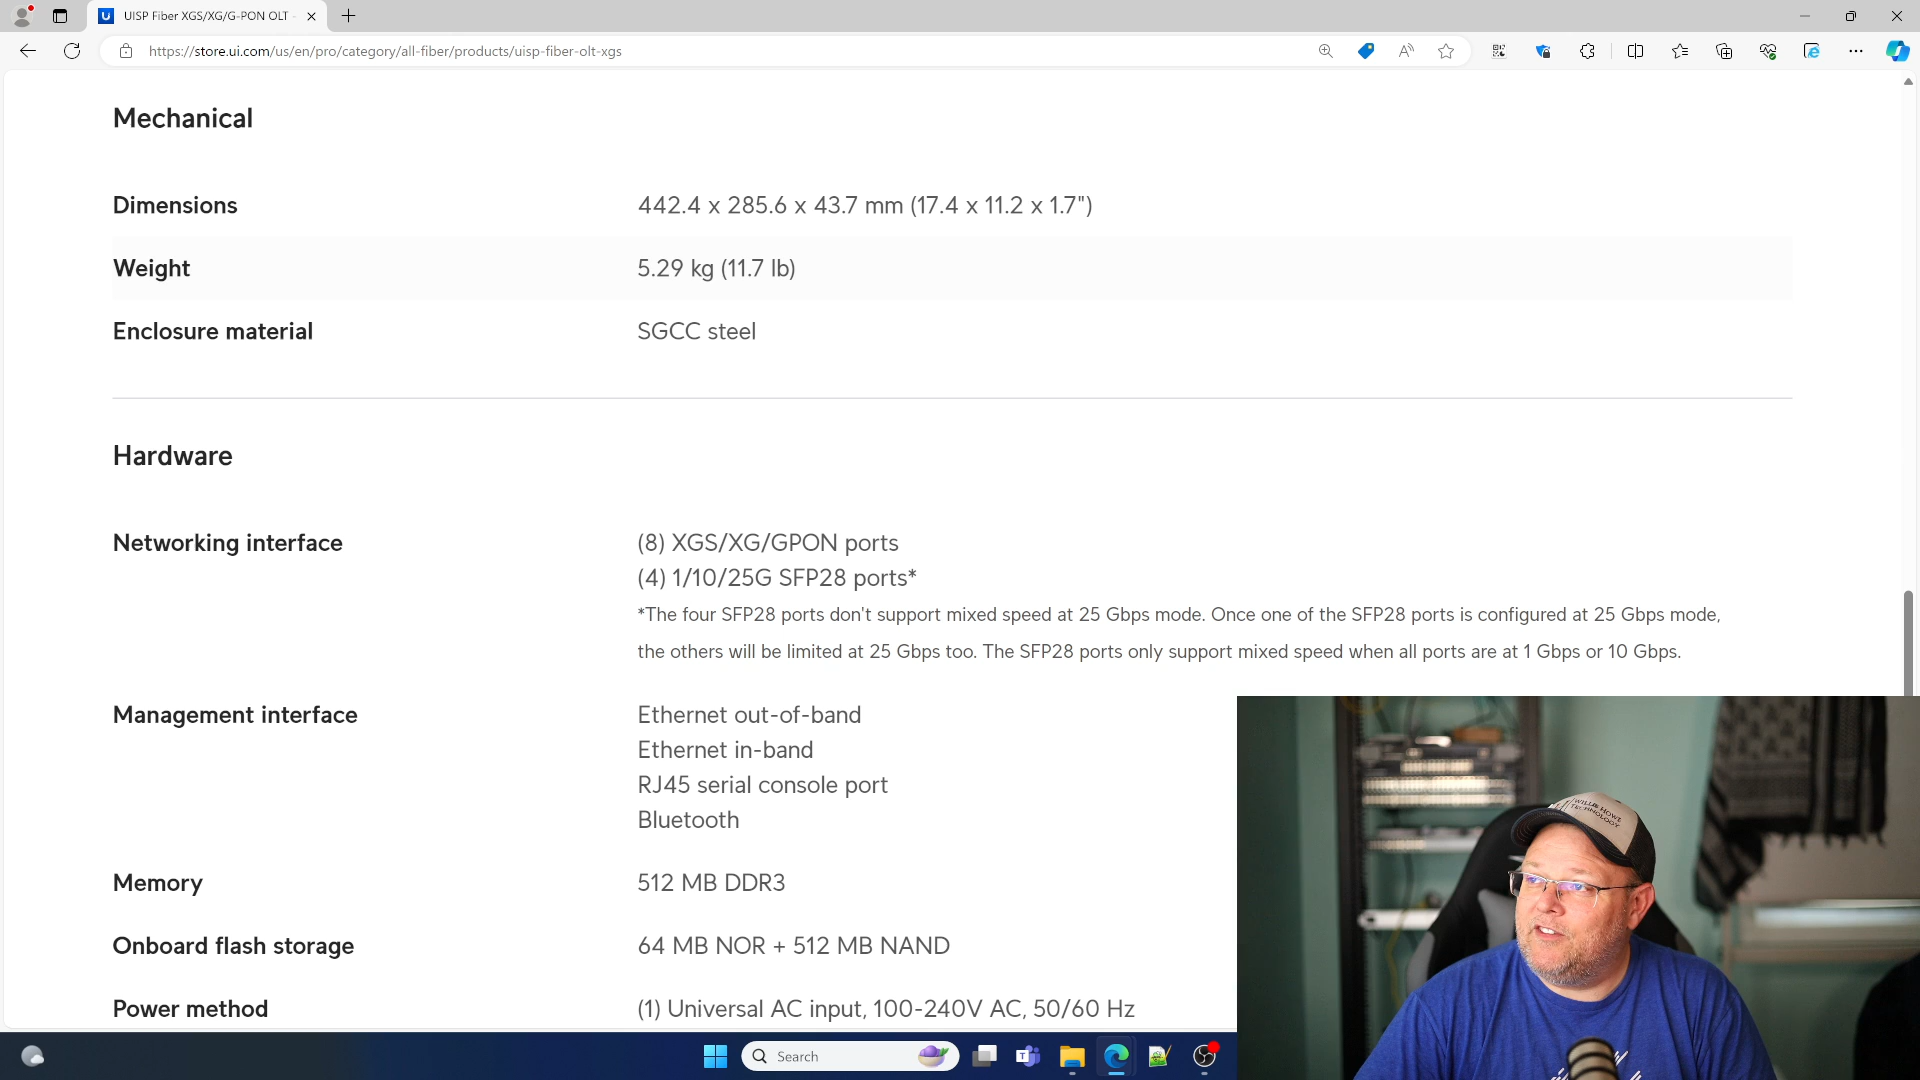 UISP Fiber XGS/XG/G-PON OLT -
https://store.ui.com/us/en/pro/category/all-fiber/products/uisp-fiber-olt-xgs
Mechanical
Dimensions
442.4 x 285.6 x 43.7 mm (17.4 x 11.2 x 1.7")
Weight
5.29 kg (11.7 lb)
Enclosure material
SGCC steel
Hardware
Networking interface
(8) XGS/XG/GPON ports
(4) 1/10/25G SFP28 ports*
*The four SFP28 ports don't support mixed speed at 25 Gbps mode. Once one of the SFP28 ports is configured at 25 Gbps mode,
the others will be limited at 25 Gbps too. The SFP28 ports only support mixed speed when all ports are at 1 Gbps or 10 Gbps.
Management interface
Ethernet out-of-band
Ethernet in-band
RJ45 serial console port
Bluetooth
Memory
512 MB DDR3
Onboard flash storage
64 MB NOR + 512 MB NAND
Power method
(1) Universal AC input, 100-240V AC, 50/60 Hz
Search
WILLIE HOWE
TECHNOLOGY